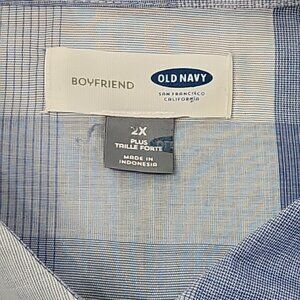 BOYFRIEND
OLD NAVY
SAN FRANCISCO
CALIFORNIA
2X
PLUS
TAILLE FORTE
MADE IN
INDONESIA